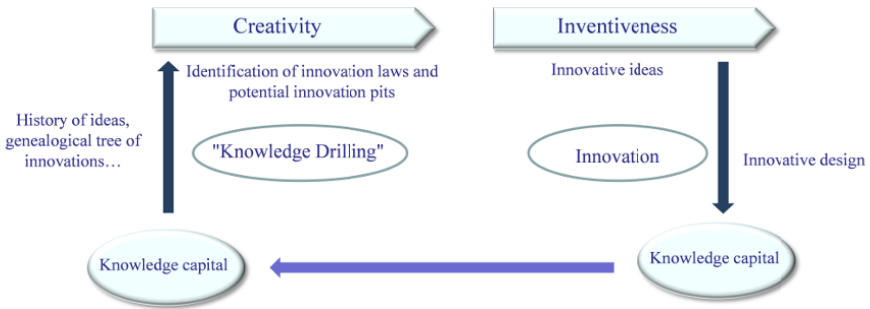 Creativity
Inventiveness
Identification of innovation laws and
potential innovation pits
Innovative ideas
History of ideas,
genealogical tree of
innovations…
"Knowledge Drilling"
Innovation
Innovative design
Knowledge capital
Knowledge capital